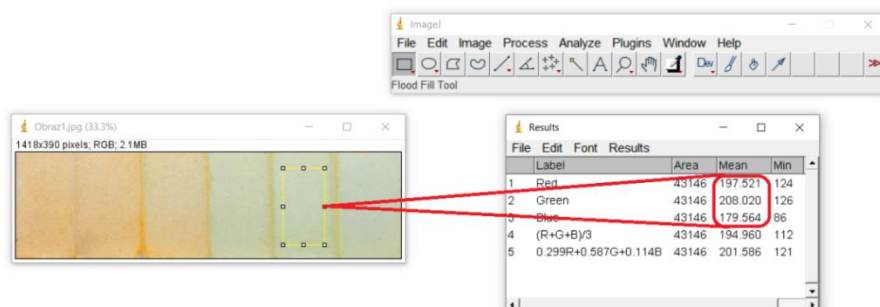 ImageJ
File Edit Image Process Analyze Plugins Window Help
Dev
Flood Fill Tool
Obraz1.jpg (33.3%)
1418x390 pixels; RGB; 2.1MB
Results
File Edit Font Results
Label Area Mean Min
1 Red 43146 197.521 124
2 Green 43146 208.020 126
3 Blue 43146 179.564 86
4 (R+G+B)/3 43146 194.960 112
5 0.299R+0.587G+0.114B 43146 201.586 121